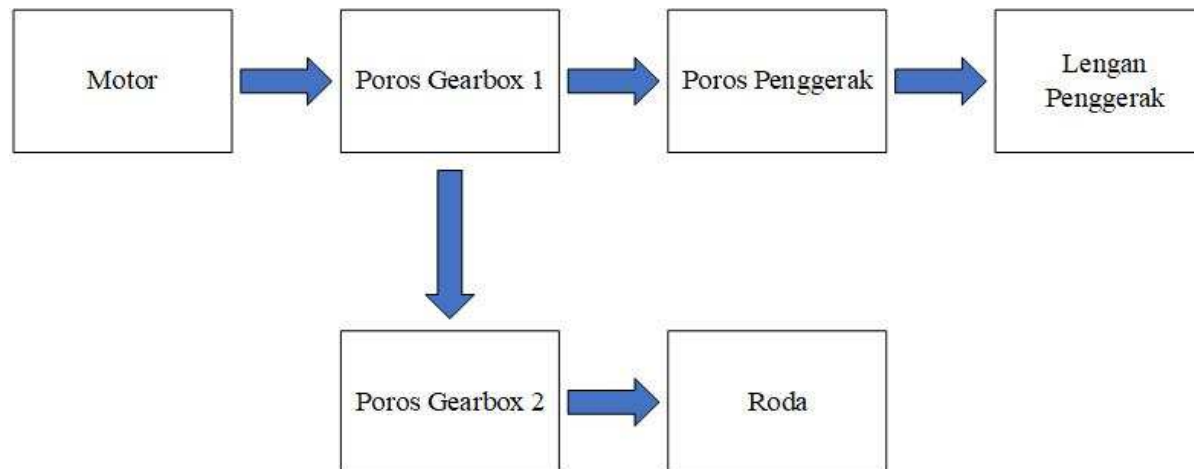 Motor
Poros Gearbox 1
Poros Penggerak
Lengan
Penggerak
Poros Gearbox 2
Roda